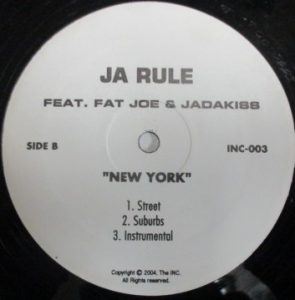 JA RULE
FEAT. FAT JOE & JADAKISS
SIDE B
INC-003
"NEW YORK"
1. Street
2. Suburbs
3. Instrumental
Copyright © 2004. The INC.
All Rights Reserved.